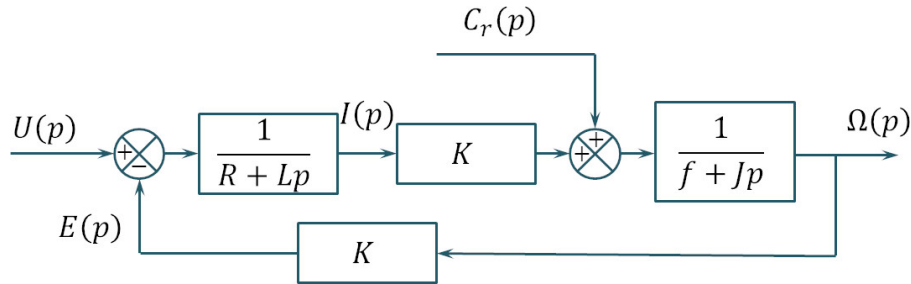 C_r(p)
U(p)
+
−
1
R + Lp
I(p)
K
+
+
1
f + Jp
Ω(p)
E(p)
K